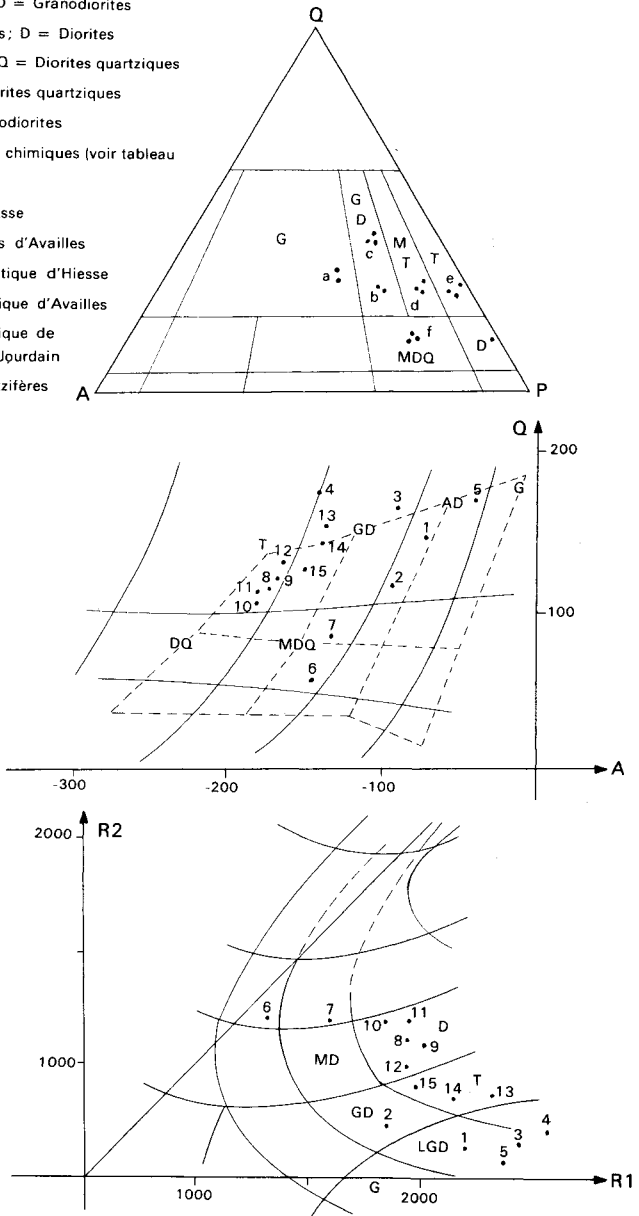 = Granodiorites
s; D = Diorites
Q = Diorites quartziques
rites quartziques
odiorites
chimiques (voir tableau
sse
s d'Availles
tique d'Hiesse
ique d'Availles
ique de
Jourdain
zifères
Q
G
G
D
M
T
T
a
b
c
d
e
f
MDQ
D
A
P
Q
200
100
4
3
5
G
AD
13
GD
1
T
12
14
8
9
15
2
11
10
7
DQ
MDQ
6
-300
-200
-100
A
2000
R2
1000
6
7
10
11
D
8
9
MD
12
15
14
T
13
GD
2
4
LGD
1
3
5
G
1000
2000
R1